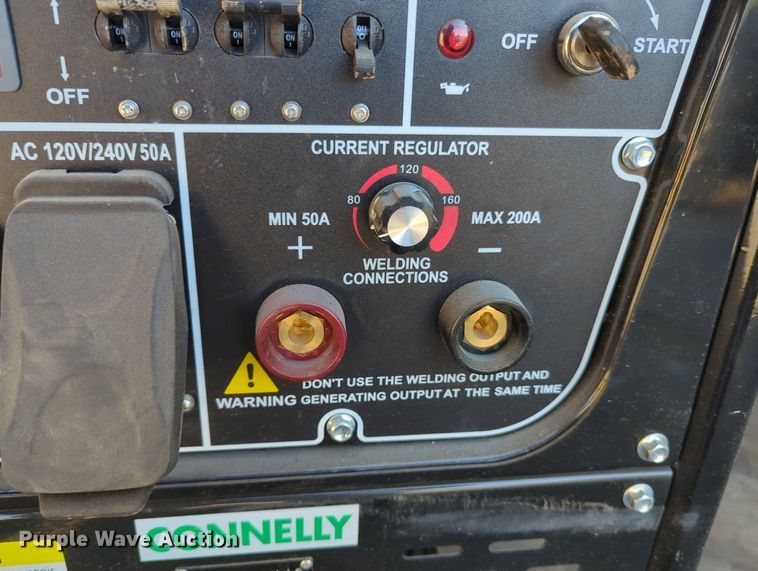 ON ON ON ON
OFF
OFF
START
AC 120V/240V 50A
CURRENT REGULATOR
120
80 160
MIN 50A MAX 200A
+ -
WELDING
CONNECTIONS
DON'T USE THE WELDING OUTPUT AND
WARNING GENERATING OUTPUT AT THE SAME TIME
CONNELLY
Purple Wave Auction